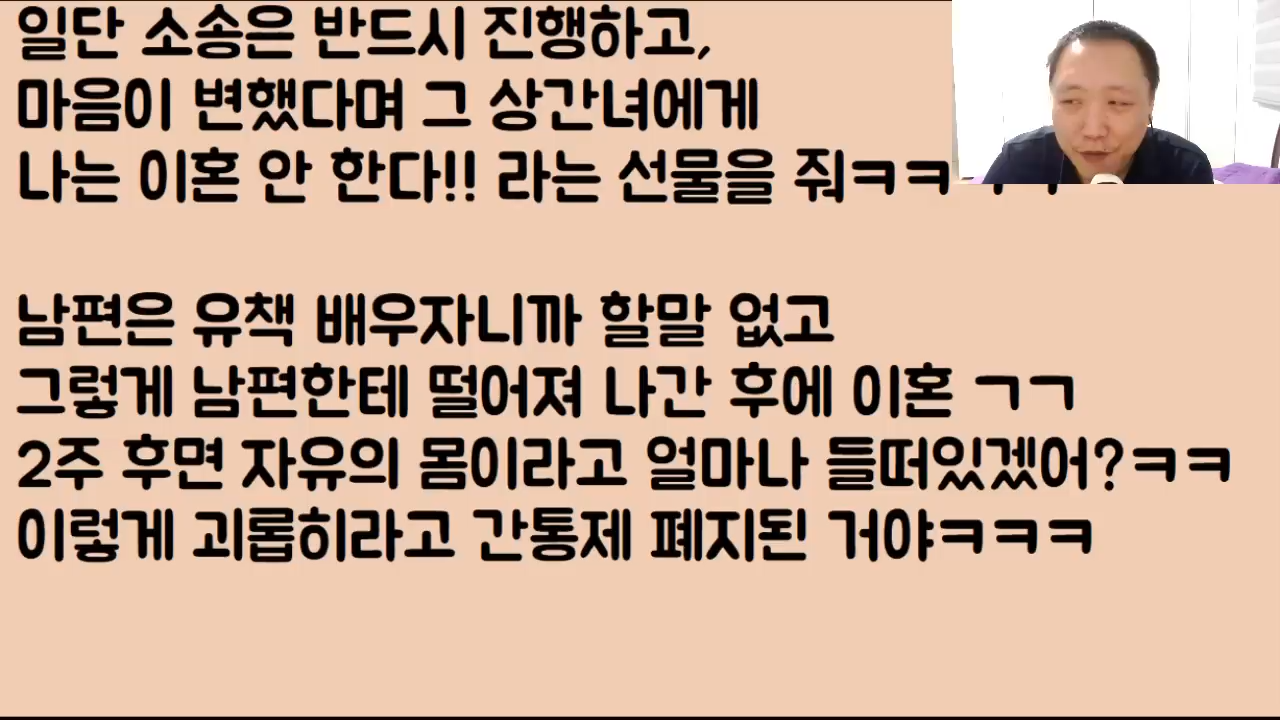 일단 소송은 반드시 진행하고,
마음이 변했다며 그 상간녀에게
나는 이혼 안 한다!! 라는 선물을 줘ㅋㅋ
남편은 유책 배우자니까 할말 없고
그렇게 남편한테 떨어져 나간 후에 이혼 ㄱㄱ
2주 후면 자유의 몸이라고 얼마나 들떠있겠어?ㅋㅋ
이렇게 괴롭히라고 간통제 폐지된 거야ㅋㅋㅋ